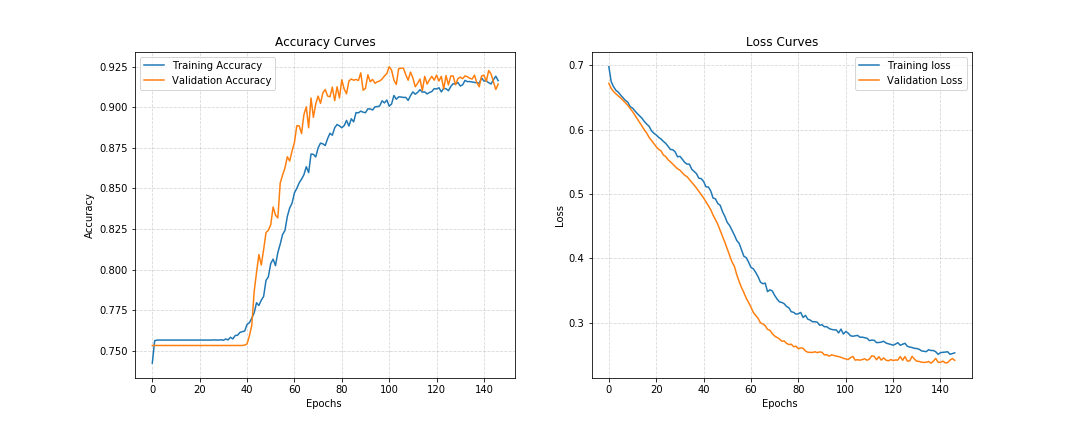 Accuracy Curves
Training Accuracy
Validation Accuracy
0.925
0.900
0.875
0.850
0.825
0.800
0.775
0.750
Accuracy
0 20 40 60 80 100 120 140
Epochs
Loss Curves
Training loss
Validation Loss
0.7
0.6
0.5
0.4
0.3
Loss
0 20 40 60 80 100 120 140
Epochs